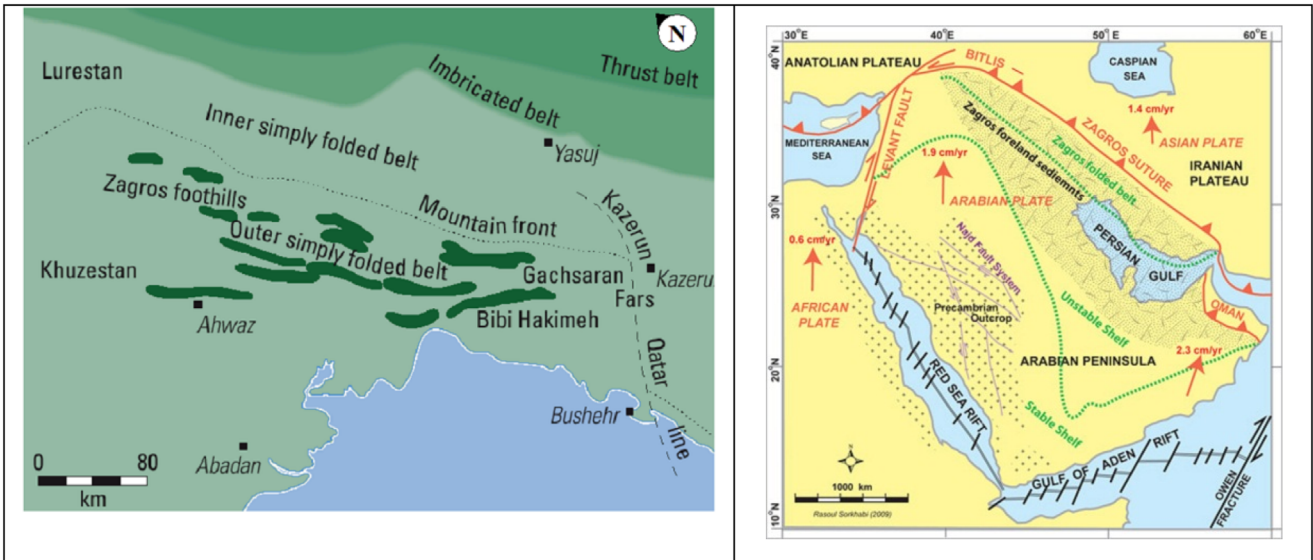 N
Lurestan
Thrust belt
Imbricated belt
Inner simply folded belt
Yasuj
Zagros foothills
Mountain front
Kazerun
Outer simply folded belt
Khuzestan
Gachsaran
Kazeru
Fars
Ahwaz
Bibi Hakimeh
Qatar line
Bushehr
Abadan
0 80
km
30°N
40°E
50°E
60°E
40°N
ANATOLIAN PLATEAU
BITLIS
CASPIAN
SEA
1.4 cm/yr
ASIAN PLATE
ZAGROS SUTURE
Zagros folded belt
Zagros foreland sediemnts
MEDITERRANEAN
SEA
LEVANT FAULT
1.9 cm/yr
ARABIAN PLATE
IRANIAN
PLATEAU
30°N
PERSIAN
GULF
0.6 cm/yr
AFRICAN
PLATE
Najd Fault System
Precambrian
Outcrop
Unstable Shelf
OMAN
ARABIAN PENINSULA
2.3 cm/yr
20°N
RED SEA RIFT
Stable Shelf
GULF OF ADEN RIFT
OWEN
FRACTURE
N
1000 km
Rasoul Sorkhabi (2009)
10°N